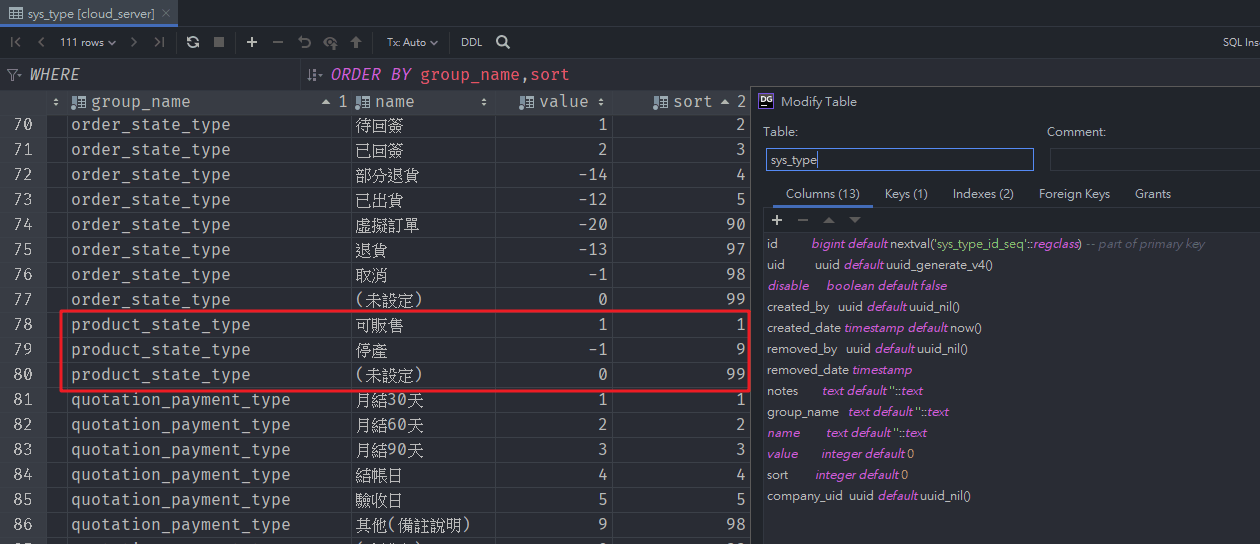 sys_type [cloud_server]
111 rows
Tx: Auto
DDL
SQL Ins
WHERE
ORDER BY group_name,sort
group_name 1 name value sort 2
70 order_state_type 待回簽 1 2
71 order_state_type 已回簽 2 3
72 order_state_type 部分退貨 -14 4
73 order_state_type 已出貨 -12 5
74 order_state_type 虛擬訂單 -20 90
75 order_state_type 退貨 -13 97
76 order_state_type 取消 -1 98
77 order_state_type (未設定) 0 99
78 product_state_type 可販售 1 1
79 product_state_type 停產 -1 9
80 product_state_type (未設定) 0 99
81 quotation_payment_type 月結30天 1 1
82 quotation_payment_type 月結60天 2 2
83 quotation_payment_type 月結90天 3 3
84 quotation_payment_type 結帳日 4 4
85 quotation_payment_type 驗收日 5 5
86 quotation_payment_type 其他(備註說明) 9 98
DG Modify Table
Table: Comment:
sys_type
Columns (13) Keys (1) Indexes (2) Foreign Keys Grants
id bigint default nextval('sys_type_id_seq'::regclass) -- part of primary key
uid uuid default uuid_generate_v4()
disable boolean default false
created_by uuid default uuid_nil()
created_date timestamp default now()
removed_by uuid default uuid_nil()
removed_date timestamp
notes text default ''::text
group_name text default ''::text
name text default ''::text
value integer default 0
sort integer default 0
company_uid uuid default uuid_nil()